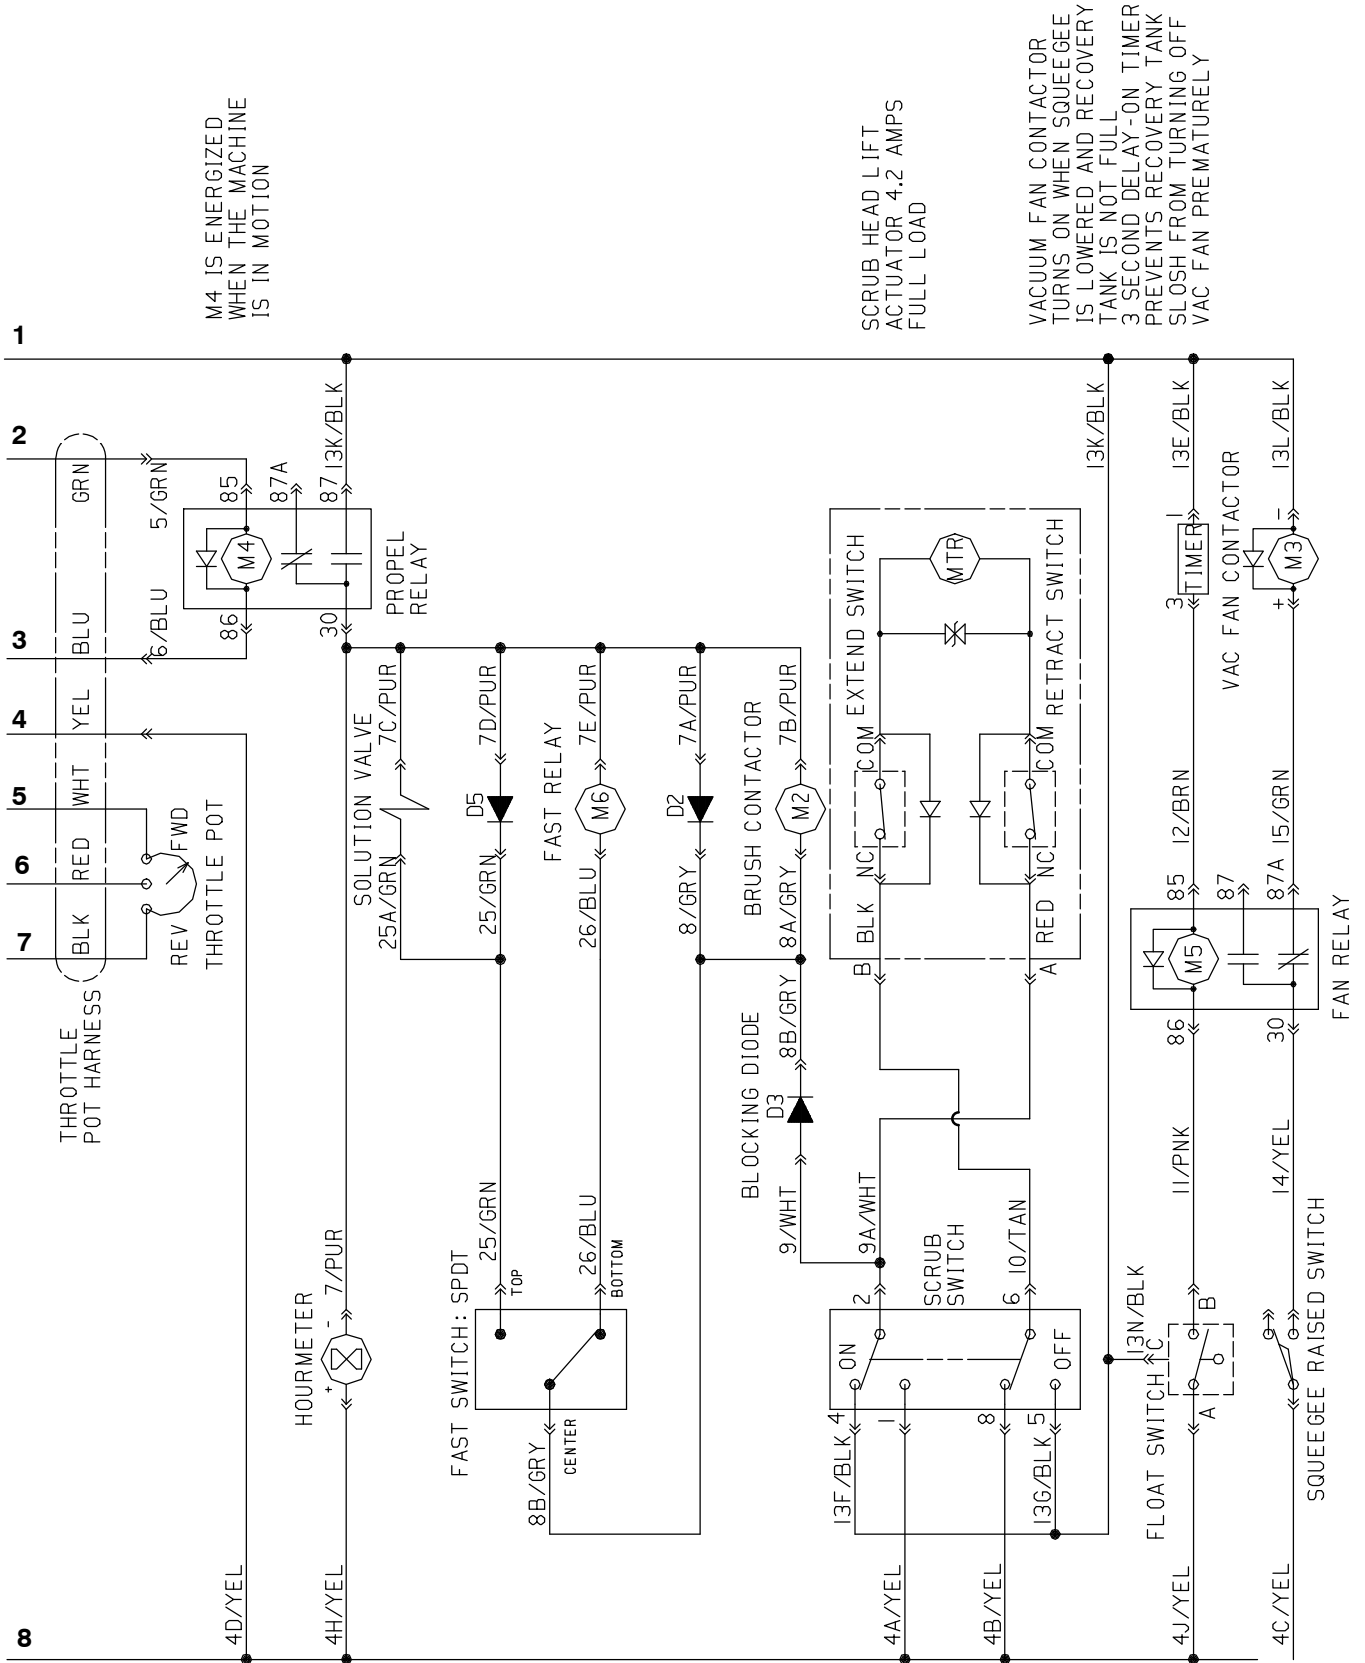 M4 IS ENERGIZED
WHEN THE MACHINE
IS IN MOTION
SCRUB HEAD LIFT
ACTUATOR 4.2 AMPS
FULL LOAD
VACUUM FAN CONTACTOR
TURNS ON WHEN SQUEEGEE
IS LOWERED AND RECOVERY
TANK IS NOT FULL
3 SECOND DELAY-ON TIMER
PREVENTS RECOVERY TANK
SLOSH FROM TURNING OFF
VAC FAN PREMATURELY
1
2
3
4
5
6
7
8
GRN
BLU
YEL
WHT
RED
BLK
THROTTLE
POT HARNESS
FWD
REV
THROTTLE POT
5/GRN
6/BLU
85
87A
87
M4
86
30
PROPEL
RELAY
13K/BLK
SOLUTION VALVE
7C/PUR
25A/GRN
7D/PUR
D5
25/GRN
FAST RELAY
7E/PUR
M6
26/BLU
7A/PUR
D2
8/GRY
BRUSH CONTACTOR
7B/PUR
M2
8A/GRY
EXTEND SWITCH
MTR
RETRACT SWITCH
COM
NC
COM
NC
BLK
B
RED
A
13K/BLK
13E/BLK
1
TIMER
3
13L/BLK
VAC FAN CONTACTOR
-
M3
+
12/BRN
15/GRN
85
87
87A
M5
86
30
FAN RELAY
BLOCKING DIODE
8B/GRY
D3
9/WHT
9A/WHT
10/TAN
11/PNK
14/YEL
HOURMETER
7/PUR
-
+
FAST SWITCH: SPDT
25/GRN
TOP
26/BLU
BOTTOM
8B/GRY
CENTER
SCRUB
SWITCH
2
6
ON
OFF
4
1
8
5
13F/BLK
13G/BLK
13N/BLK
C
FLOAT SWITCH
B
A
SQUEEGEE RAISED SWITCH
4D/YEL
4H/YEL
4A/YEL
4B/YEL
4J/YEL
4C/YEL